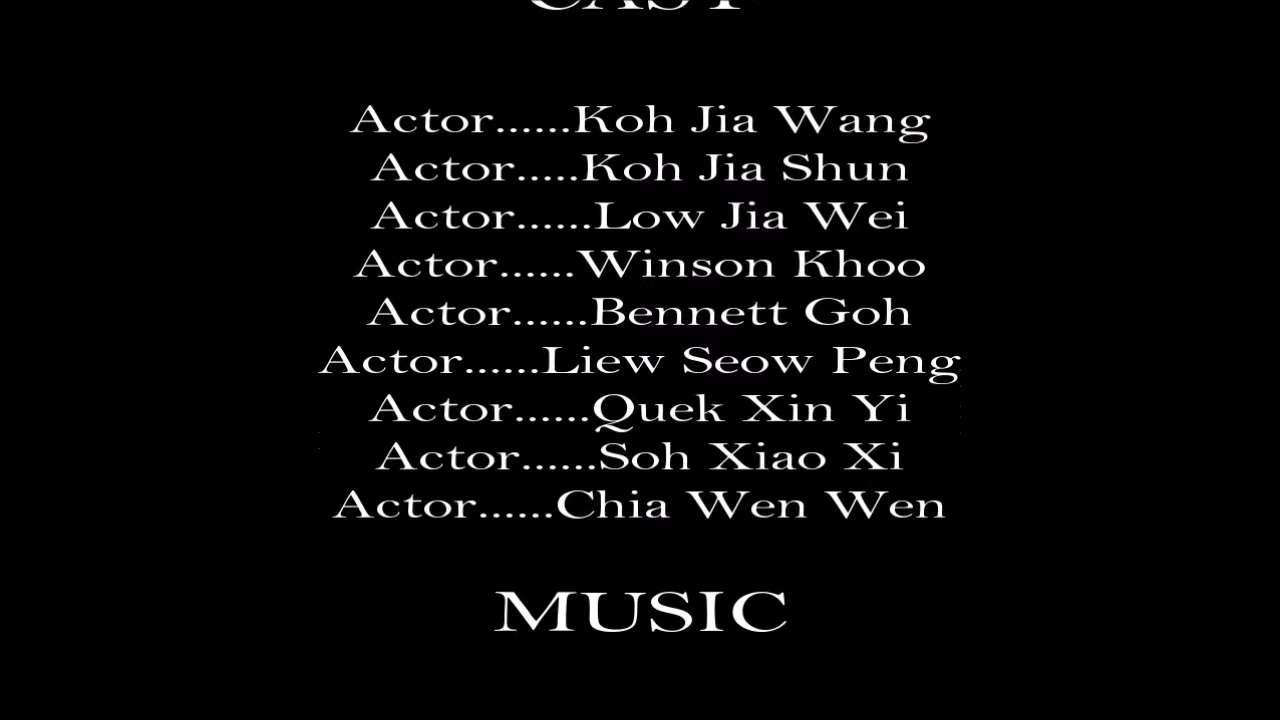 CAST
Actor......Koh Jia Wang
Actor.....Koh Jia Shun
Actor......Low Jia Wei
Actor......Winson Khoo
Actor......Bennett Goh
Actor......Liew Seow Peng
Actor......Quek Xin Yi
Actor......Soh Xiao Xi
Actor......Chia Wen Wen
MUSIC